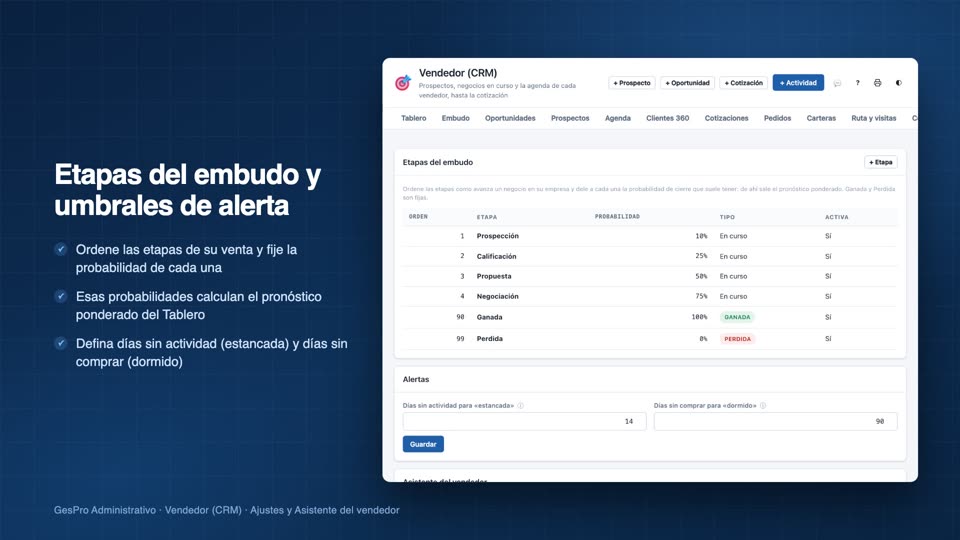 Etapas del embudo y
umbrales de alerta
Ordene las etapas de su venta y fije la
probabilidad de cada una
Esas probabilidades calculan el pronóstico
ponderado del Tablero
Defina días sin actividad (estancada) y días sin
comprar (dormido)
GesPro Administrativo · Vendedor (CRM) · Ajustes y Asistente del vendedor
Vendedor (CRM)
Prospectos, negocios en curso y la agenda de cada
vendedor, hasta la cotización
+ Prospecto + Oportunidad + Cotización + Actividad ?
Tablero Embudo Oportunidades Prospectos Agenda Clientes 360 Cotizaciones Pedidos Carteras Ruta y visitas
Etapas del embudo + Etapa
Ordene las etapas como avanza un negocio en su empresa y dele a cada una la probabilidad de cierre que suele tener; de ahí sale el pronóstico ponderado. Ganada y Perdida
son fijas.
ORDEN ETAPA PROBABILIDAD TIPO ACTIVA
1 Prospección 10% En curso Sí
2 Calificación 25% En curso Sí
3 Propuesta 50% En curso Sí
4 Negociación 75% En curso Sí
90 Ganada 100% GANADA Sí
99 Perdida 0% PERDIDA Sí
Alertas
Días sin actividad para «estancada» Días sin comprar para «dormido»
14 90
Guardar
Asistente del vendedor